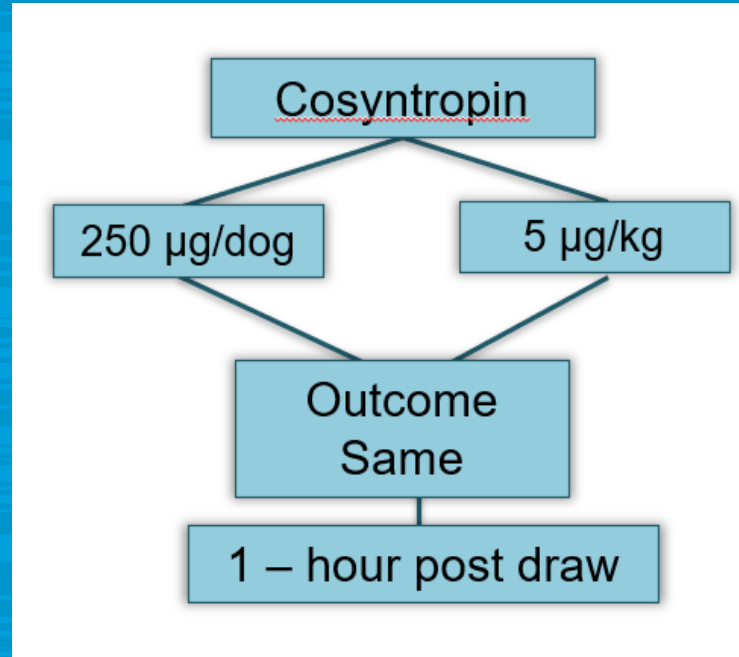 Cosyntropin
250 µg/dog
5 µg/kg
Outcome
Same
1 – hour post draw